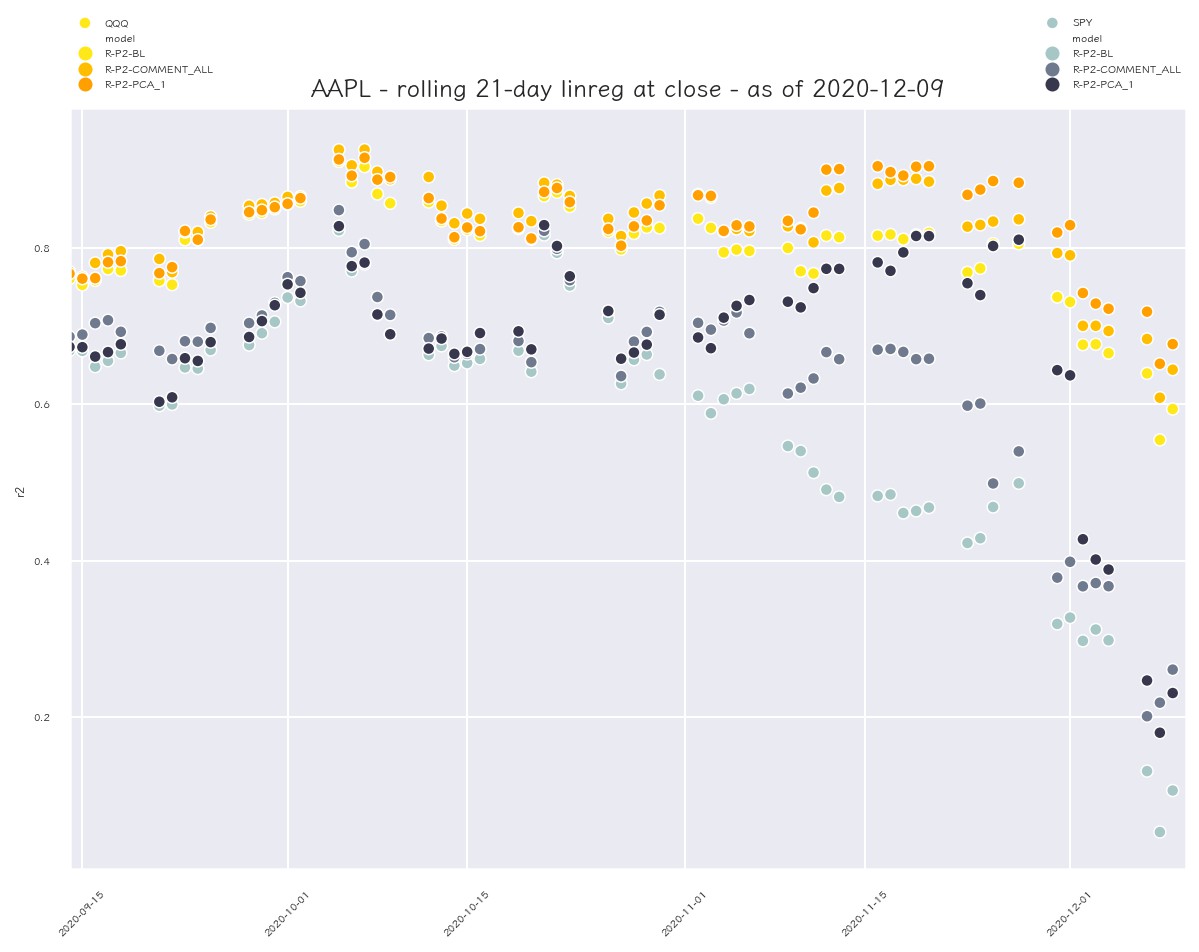 QQQ
model
R-P2-BL
R-P2-COMMENT_ALL
R-P2-PCA_1
SPY
model
R-P2-BL
R-P2-COMMENT_ALL
R-P2-PCA_1
AAPL - rolling 21-day linreg at close - as of 2020-12-09
r2
0.8
0.6
0.4
0.2
2020-09-15
2020-10-01
2020-10-15
2020-11-01
2020-11-15
2020-12-01